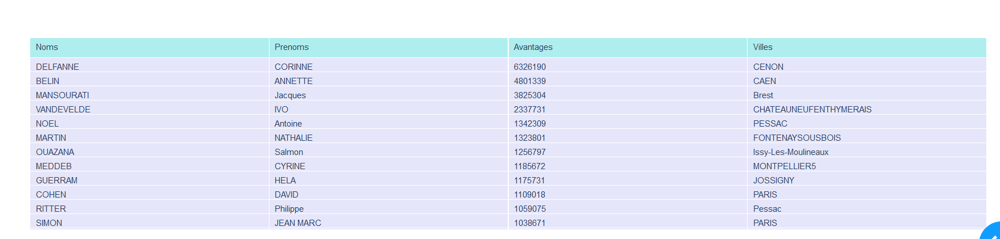 Noms Prenoms Avantages Villes
DELFANNE CORINNE 6326190 CENON
BELIN ANNETTE 4801339 CAEN
MANSOURATI Jacques 3825304 Brest
VANDEVELDE IVO 2337731 CHATEAUNEUFENTHYMERAIS
NOEL Antoine 1342309 PESSAC
MARTIN NATHALIE 1323801 FONTENAYSOUSBOIS
OUAZANA Salmon 1256797 Issy-Les-Moulineaux
MEDDEB CYRINE 1185672 MONTPELLIER5
GUERRAM HELA 1175731 JOSSIGNY
COHEN DAVID 1109018 PARIS
RITTER Philippe 1059075 Pessac
SIMON JEAN MARC 1038671 PARIS